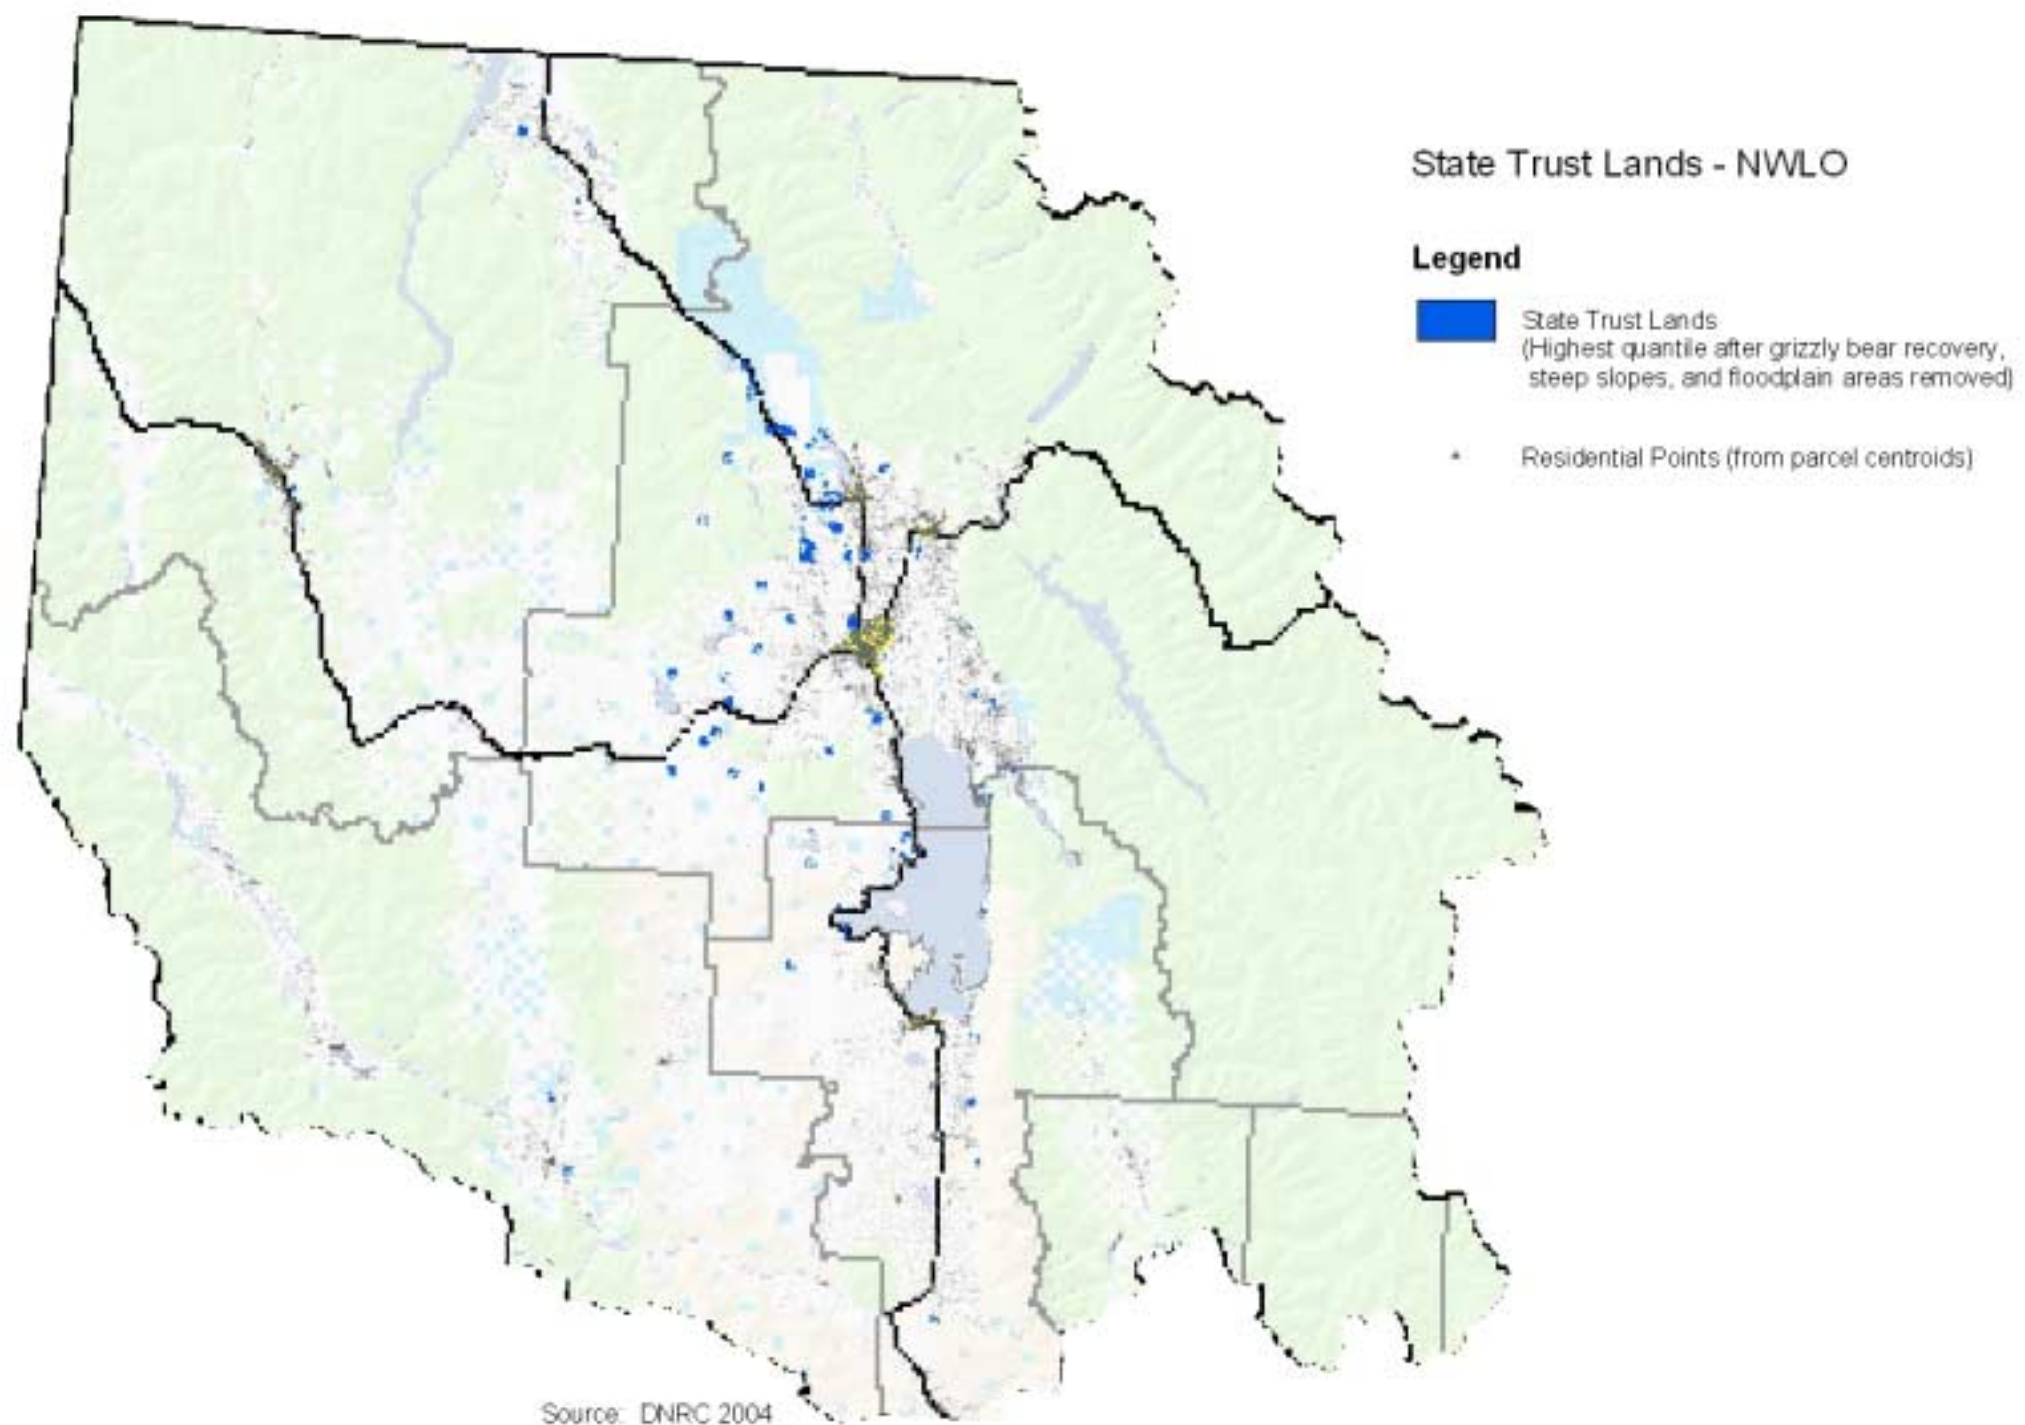 State Trust Lands - NWLO
Legend
State Trust Lands
(Highest quantile after grizzly bear recovery,
steep slopes, and floodplain areas removed)
Residential Points (from parcel centroids)
Source: DNRC 2004